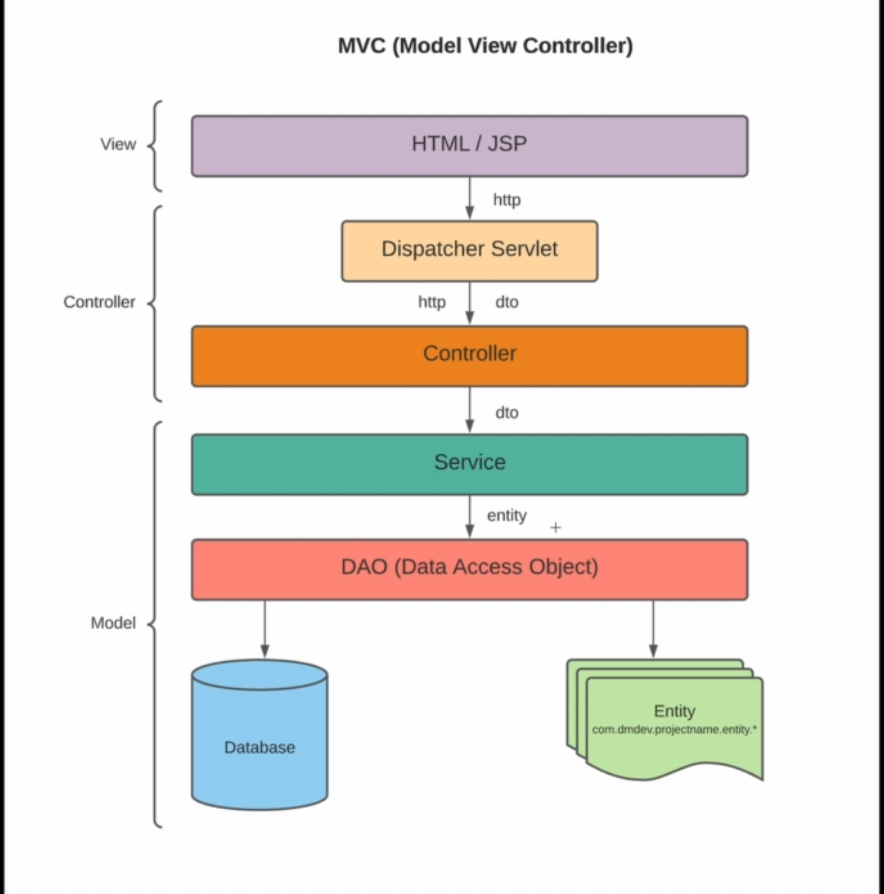 MVC (Model View Controller)
View
HTML / JSP
http
Dispatcher Servlet
Controller
http dto
Controller
dto
Service
entity
DAO (Data Access Object)
Model
Entity
com.dmdev.projectname.entity.*
Database